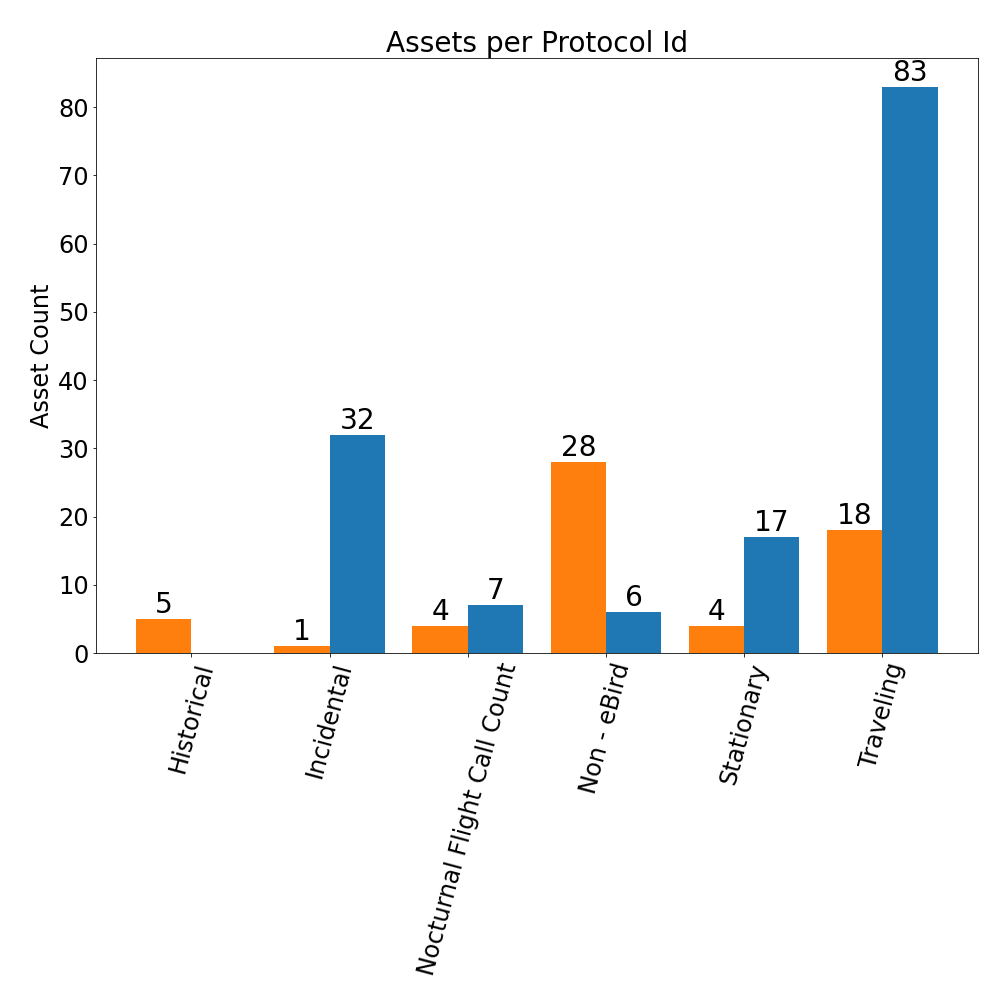 Assets per Protocol Id
Asset Count
80
70
60
50
40
30
20
10
0
5
1
32
4
7
28
6
4
17
18
83
Historical
Incidental
Nocturnal Flight Call Count
Non - eBird
Stationary
Traveling